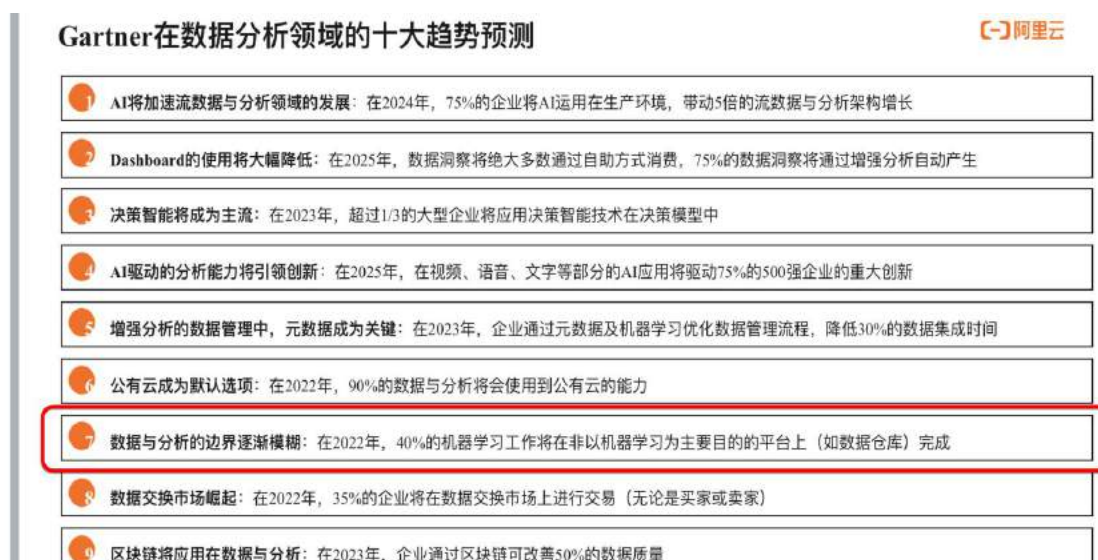 Gartner在数据分析领域的十大趋势预测
阿里云
1 AI将加速流数据与分析领域的发展：在2024年，75%的企业将AI运用在生产环境，带动5倍的流数据与分析架构增长
2 Dashboard的使用将大幅降低：在2025年，数据洞察将绝大多数通过自助方式消费，75%的数据洞察将通过增强分析自动产生
3 决策智能将成为主流：在2023年，超过1/3的大型企业将应用决策智能技术在决策模型中
4 AI驱动的分析能力将引领创新：在2025年，在视频、语音、文字等部分的AI应用将驱动75%的500强企业的重大创新
5 增强分析的数据管理中，元数据成为关键：在2023年，企业通过元数据及机器学习优化数据管理流程，降低30%的数据集成时间
6 公有云成为默认选项：在2022年，90%的数据与分析将会使用到公有云的能力
7 数据与分析的边界逐渐模糊：在2022年，40%的机器学习工作将在非以机器学习为主要目的的平台上（如数据仓库）完成
8 数据交换市场崛起：在2022年，35%的企业将在数据交换市场上进行交易（无论是买家或卖家）
9 区块链将应用在数据与分析：在2023年，企业通过区块链可改善50%的数据质量